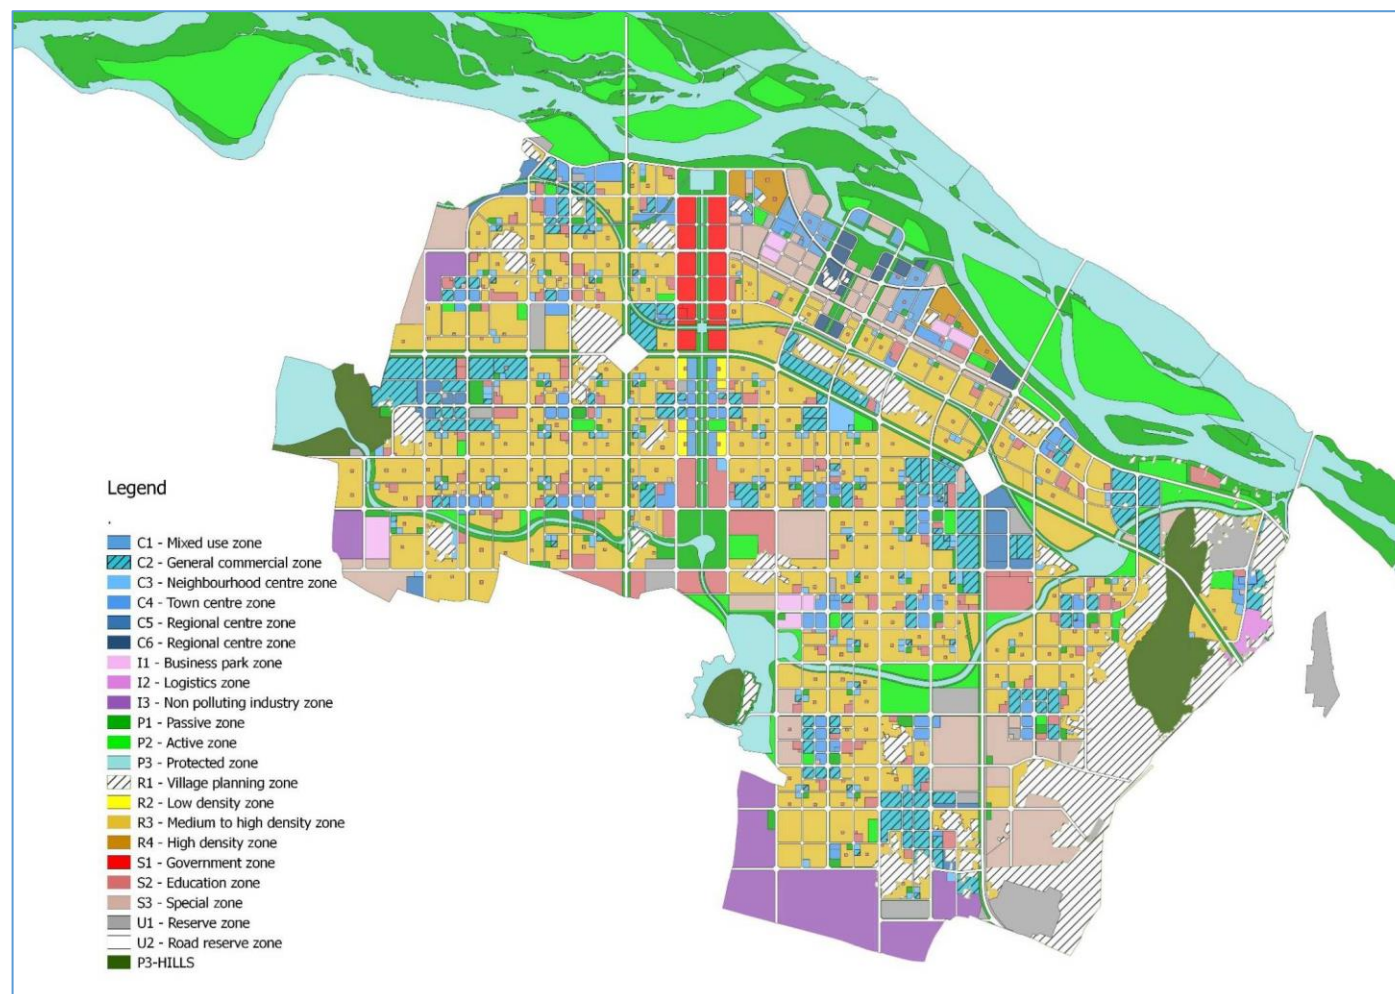 Legend
.
C1 - Mixed use zone
C2 - General commercial zone
C3 - Neighbourhood centre zone
C4 - Town centre zone
C5 - Regional centre zone
C6 - Regional centre zone
I1 - Business park zone
I2 - Logistics zone
I3 - Non polluting industry zone
P1 - Passive zone
P2 - Active zone
P3 - Protected zone
R1 - Village planning zone
R2 - Low density zone
R3 - Medium to high density zone
R4 - High density zone
S1 - Government zone
S2 - Education zone
S3 - Special zone
U1 - Reserve zone
U2 - Road reserve zone
P3-HILLS